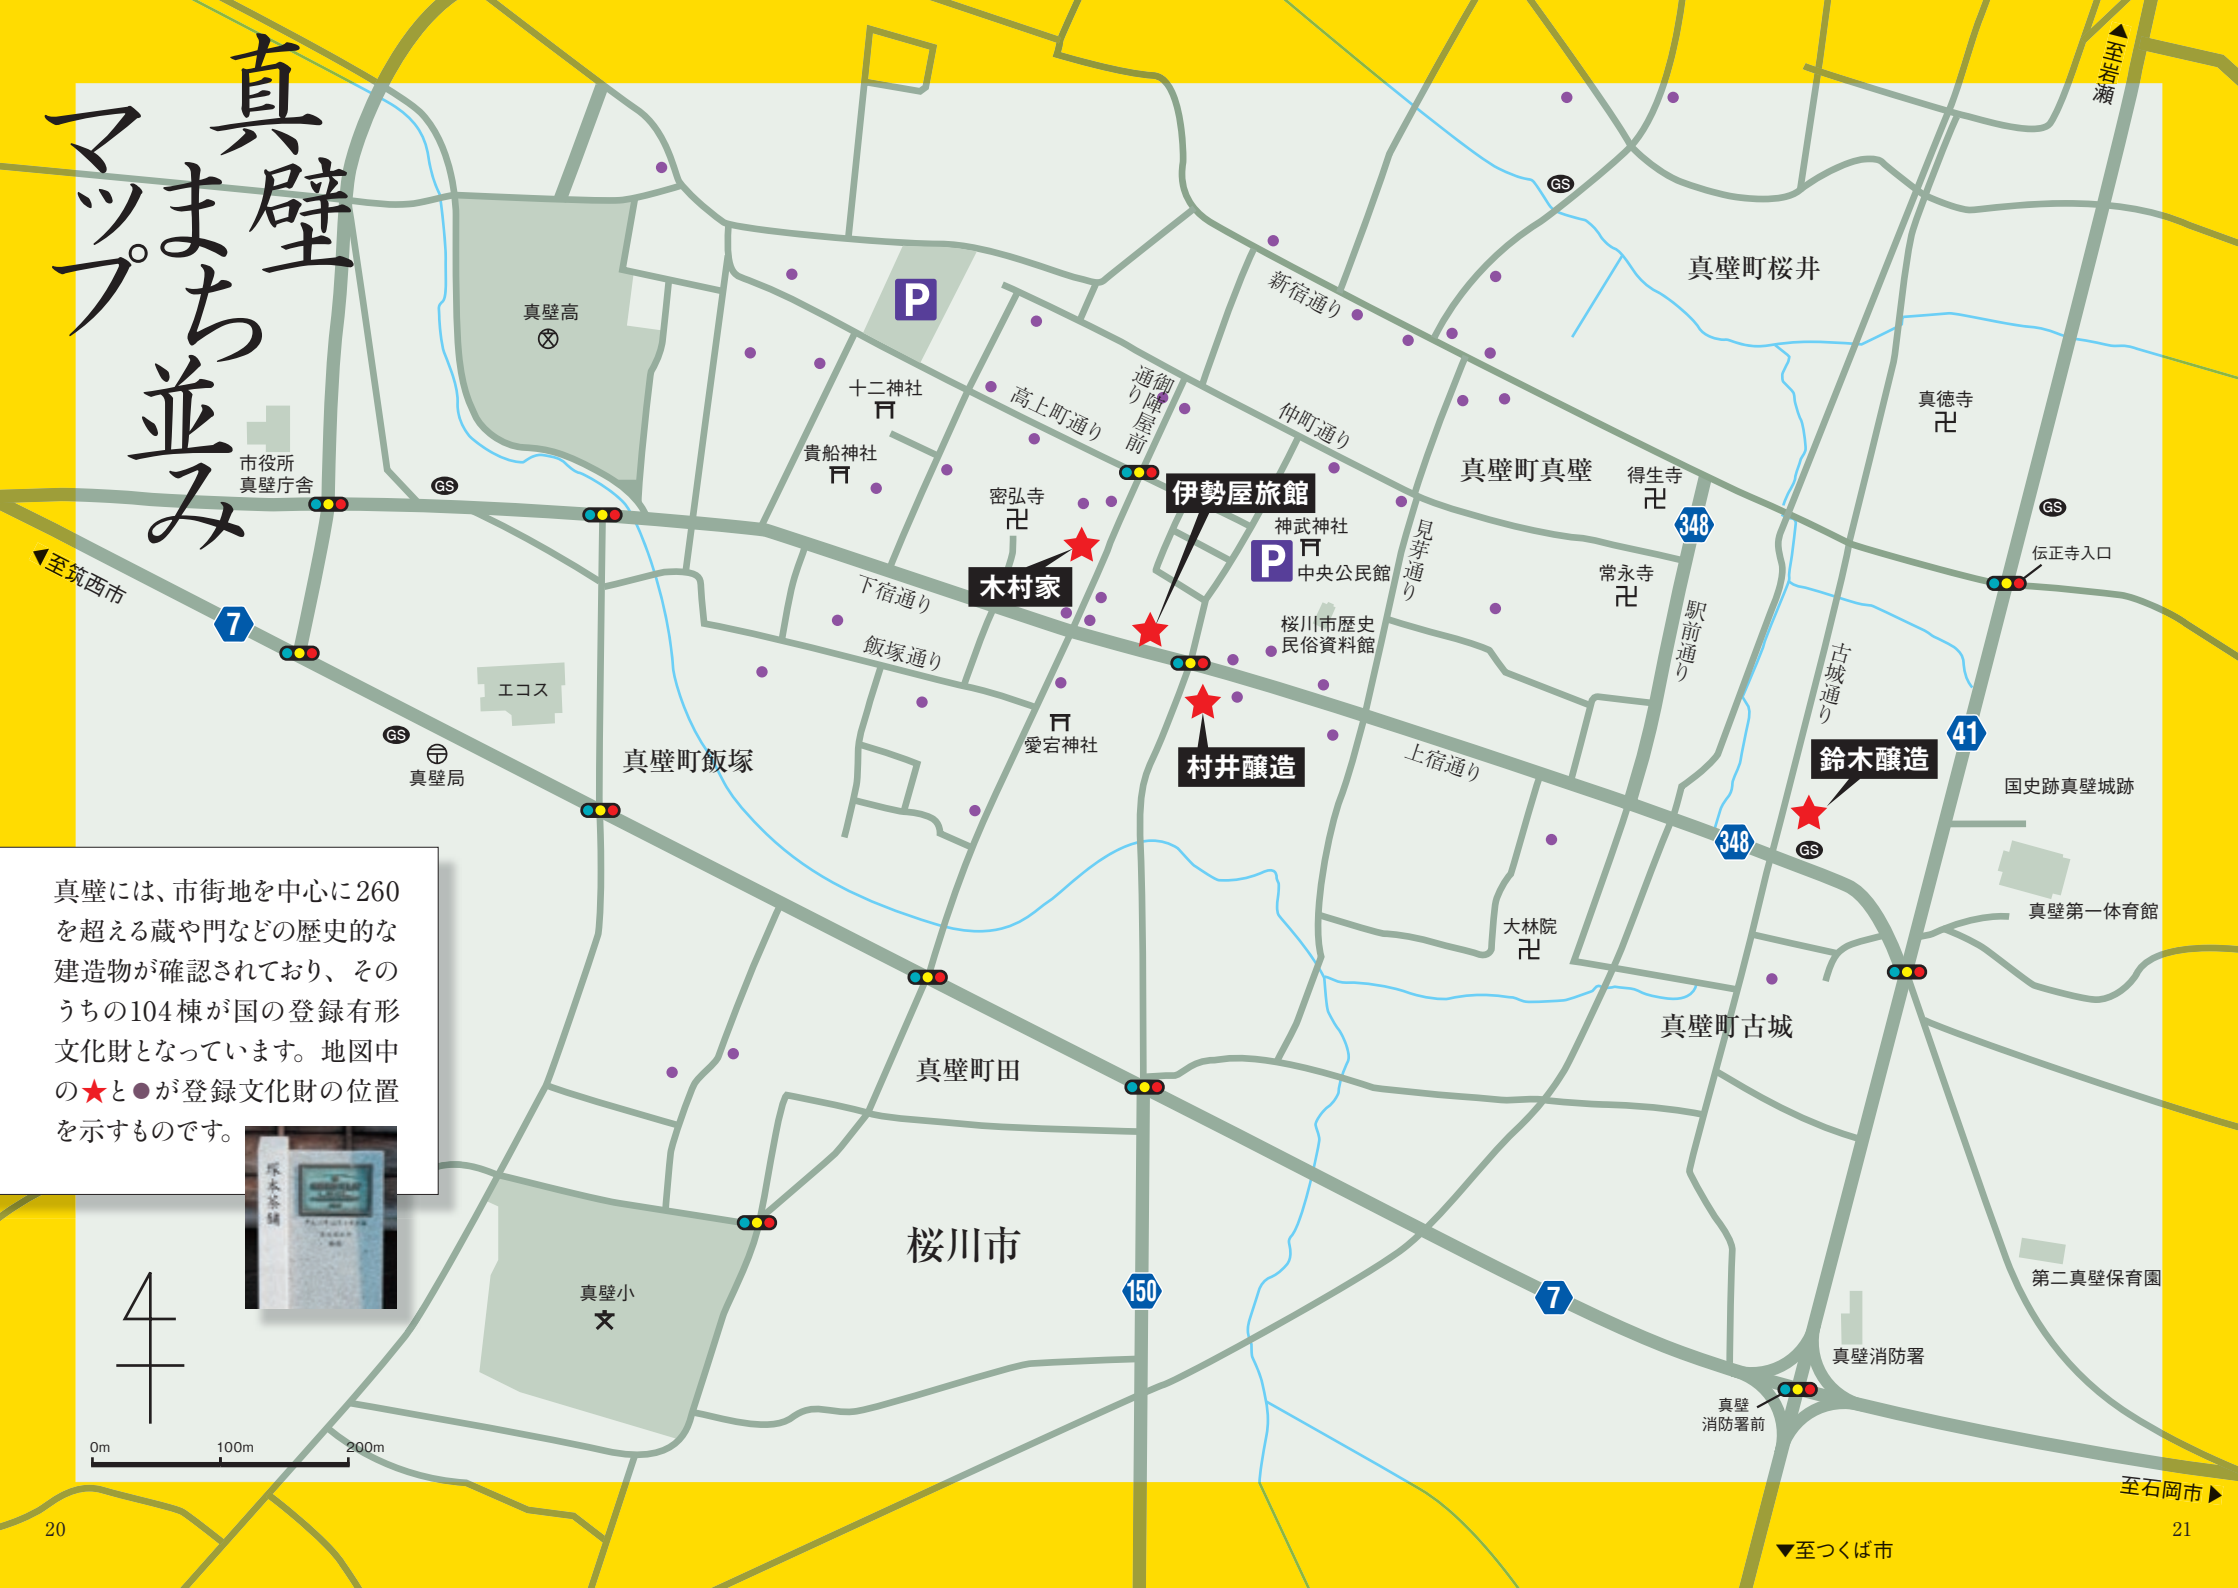 真壁
まち並み
マップ
▲至岩瀬
真壁町桜井
新宿通り
真壁高
P
十二神社
高上町通り
御陣屋前
通り
仲町通り
真徳寺
貴船神社
真壁町真壁
得生寺
市役所
真壁庁舎
GS
GS
GS
密弘寺
伊勢屋旅館
神武神社
P
中央公民館
見芽通り
348
伝正寺入口
◀至筑西市
7
木村家
下宿通り
飯塚通り
桜川市歴史
民俗資料館
常永寺
駅前通り
古城通り
エコス
GS
真壁局
真壁町飯塚
愛宕神社
村井醸造
上宿通り
41
鈴木醸造
国史跡真壁城跡
348
GS
真壁第一体育館
大林院
真壁町古城
真壁町田
真壁には、市街地を中心に260
を超える蔵や門などの歴史的な
建造物が確認されており、その
うちの104棟が国の登録有形
文化財となっています。地図中
の★と●が登録文化財の位置
を示すものです。
塚本茶舗
桜川市
真壁小
150
7
第二真壁保育園
真壁消防署
真壁
消防署前
0m 100m 200m
至石岡市▶
▼至つくば市
20
21